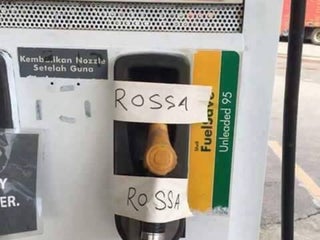 Kembalikan Nozzle
Setelah Guna
ROSSA
FuelSave
Unleaded 95
ROSSA
Y
ER.